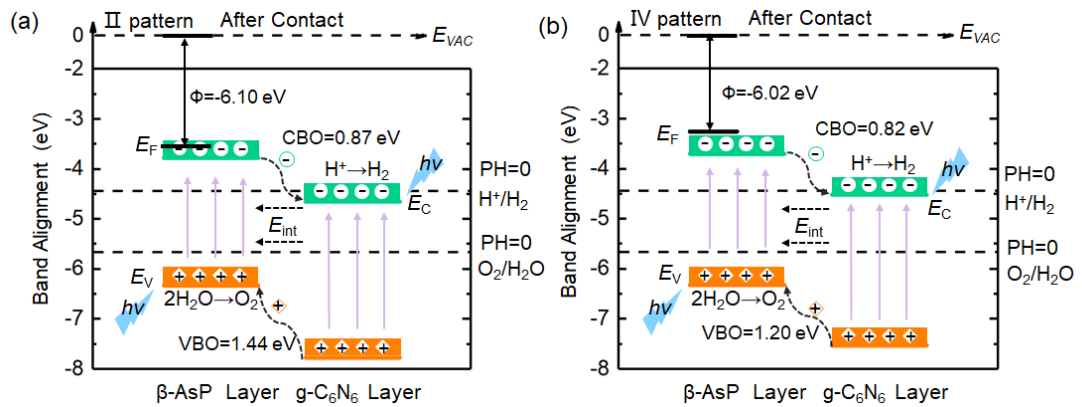 (a) II pattern After Contact
0
E_VAC
-2
Φ=-6.10 eV
-3
E_F
CBO=0.87 eV
H⁺→H₂
hν
-4
PH=0
H⁺/H₂
E_C
-5
E_int
PH=0
O₂/H₂O
-6
E_V
2H₂O→O₂
hν
-7
VBO=1.44 eV
-8
Band Alignment (eV)
β-AsP Layer g-C₆N₆ Layer
(b) IV pattern After Contact
0
E_VAC
-2
Φ=-6.02 eV
-3
E_F
CBO=0.82 eV
H⁺→H₂
hν
-4
PH=0
H⁺/H₂
E_C
-5
E_int
PH=0
O₂/H₂O
-6
E_V
2H₂O→O₂
hν
-7
VBO=1.20 eV
-8
Band Alignment (eV)
β-AsP Layer g-C₆N₆ Layer